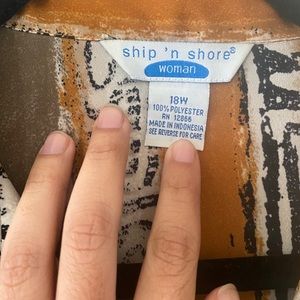 ship 'n shore®
woman
18W
100% POLYESTER
RN 12866
MADE IN INDONESIA
SEE REVERSE FOR CARE